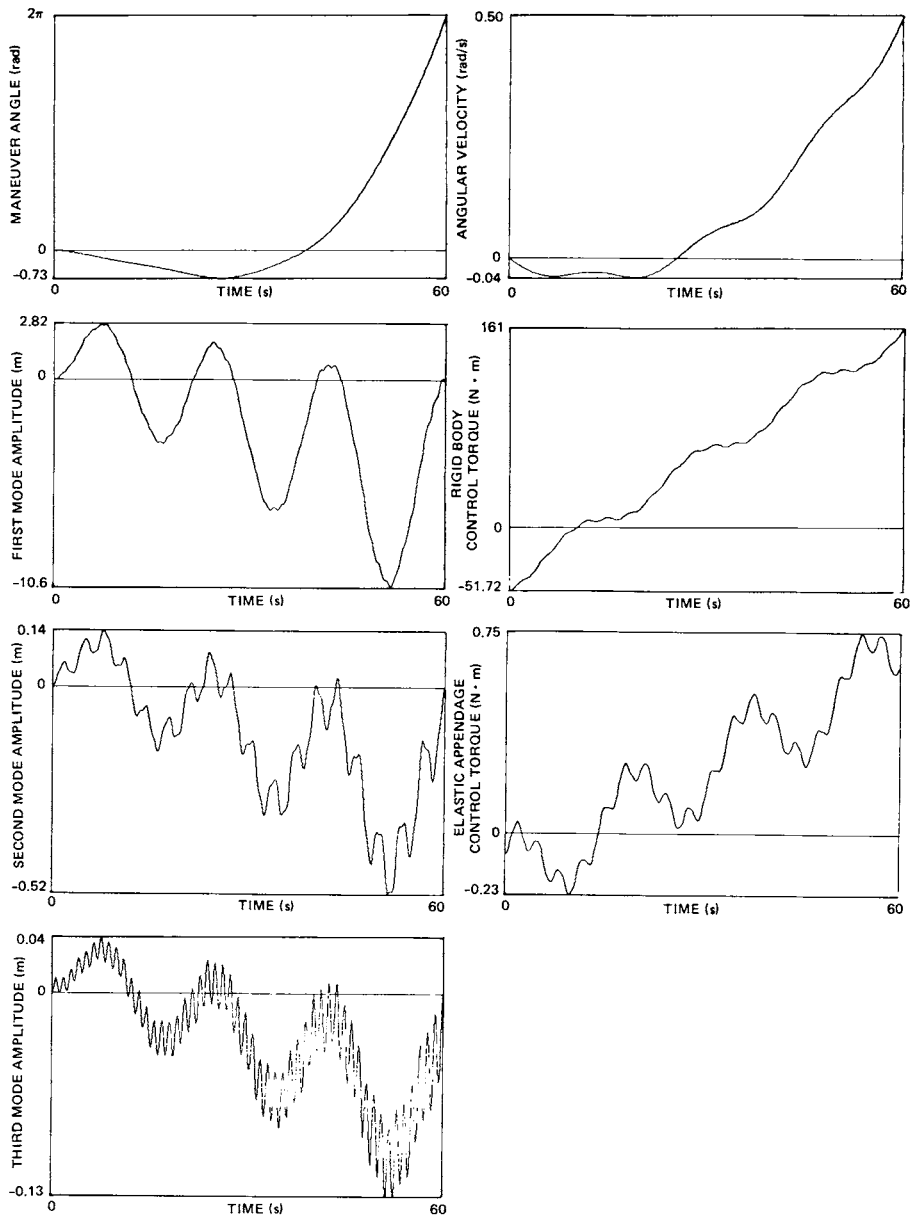 MANEUVER ANGLE (rad)
2π
0
−0.73
0
TIME (s)
60
ANGULAR VELOCITY (rad/s)
0.50
0
−0.04
0
TIME (s)
60
FIRST MODE AMPLITUDE (m)
2.82
0
−10.6
0
TIME (s)
60
RIGID BODY
CONTROL TORQUE (N • m)
161
0
−51.72
0
TIME (s)
60
SECOND MODE AMPLITUDE (m)
0.14
0
−0.52
0
TIME (s)
60
ELASTIC APPENDAGE
CONTROL TORQUE (N • m)
0.75
0
−0.23
0
TIME (s)
60
THIRD MODE AMPLITUDE (m)
0.04
0
−0.13
0
TIME (s)
60